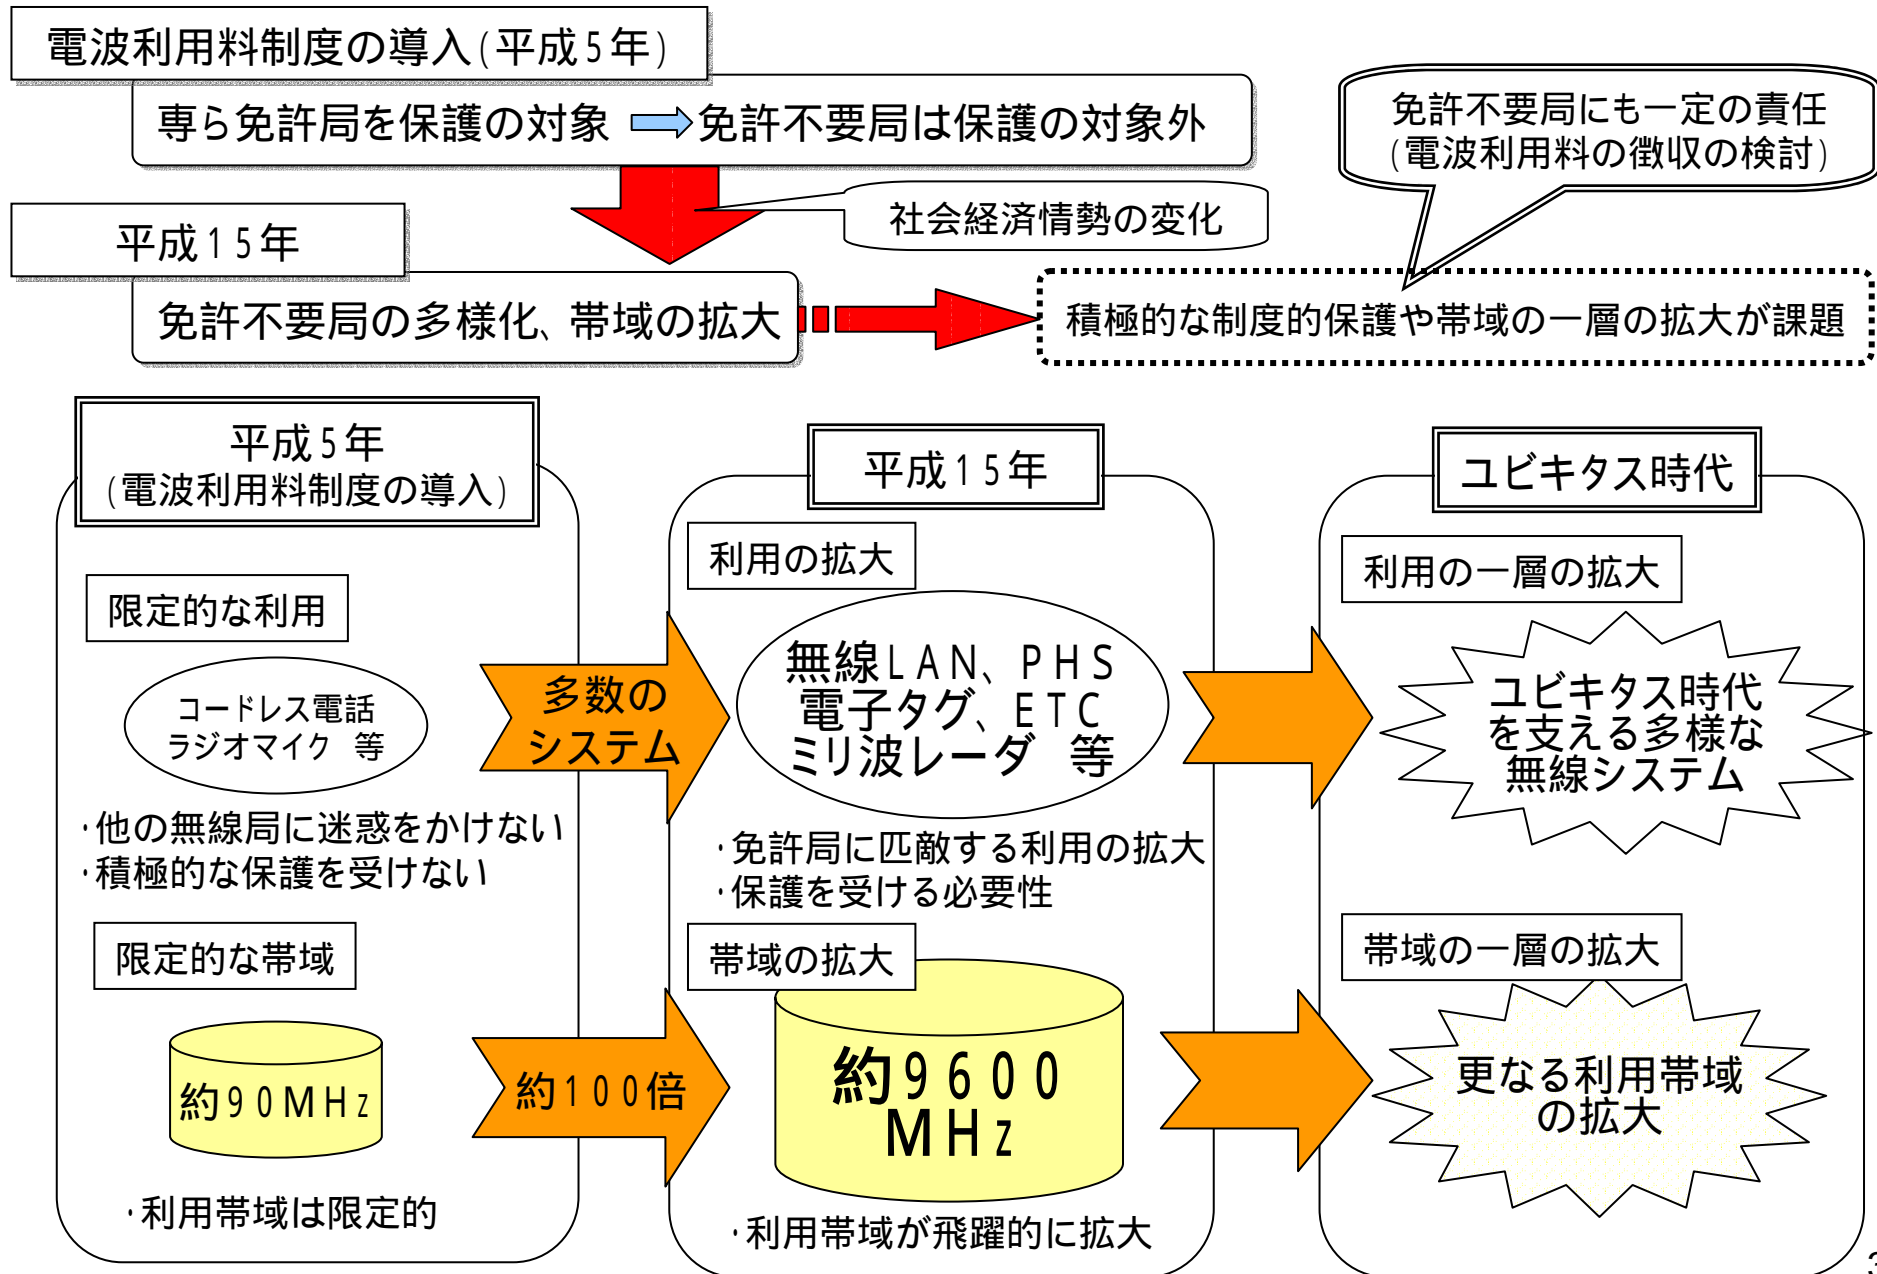 電波利用料制度の導入(平成5年)
専ら免許局を保護の対象 ⇒ 免許不要局は保護の対象外
免許不要局にも一定の責任
(電波利用料の徴収の検討)
社会経済情勢の変化
平成15年
免許不要局の多様化、帯域の拡大
積極的な制度的保護や帯域の一層の拡大が課題
平成5年
(電波利用料制度の導入)
限定的な利用
コードレス電話
ラジオマイク 等
・他の無線局に迷惑をかけない
・積極的な保護を受けない
限定的な帯域
約90MHz
・利用帯域は限定的
多数の
システム
約100倍
平成15年
利用の拡大
無線LAN、PHS
電子タグ、ETC
ミリ波レーダ 等
・免許局に匹敵する利用の拡大
・保護を受ける必要性
帯域の拡大
約9600
MHz
・利用帯域が飛躍的に拡大
ユビキタス時代
利用の一層の拡大
ユビキタス時代
を支える多様な
無線システム
帯域の一層の拡大
更なる利用帯域
の拡大